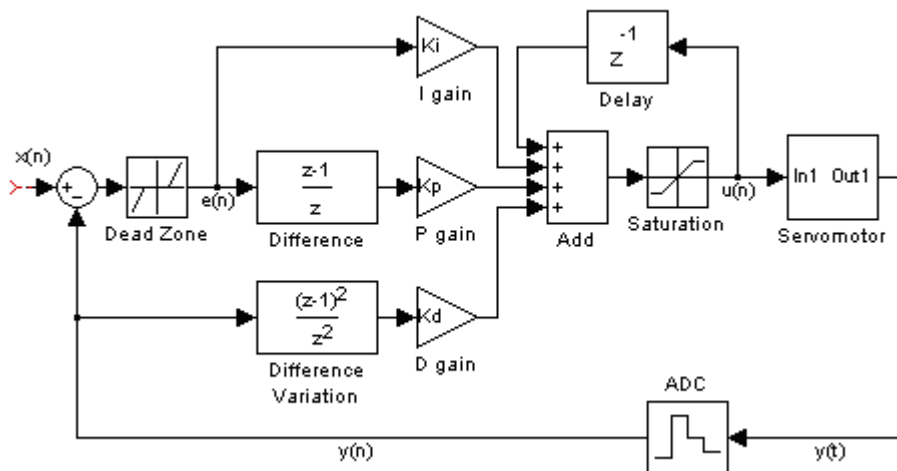 Ki
I gain
-1
Z
Delay
x(n)
+
-
Dead Zone
e(n)
z-1
z
Difference
Kp
P gain
+
+
+
+
Add
Saturation
u(n)
In1 Out1
Servomotor
(z-1)2
z2
Difference
Variation
Kd
D gain
ADC
y(n)
y(t)